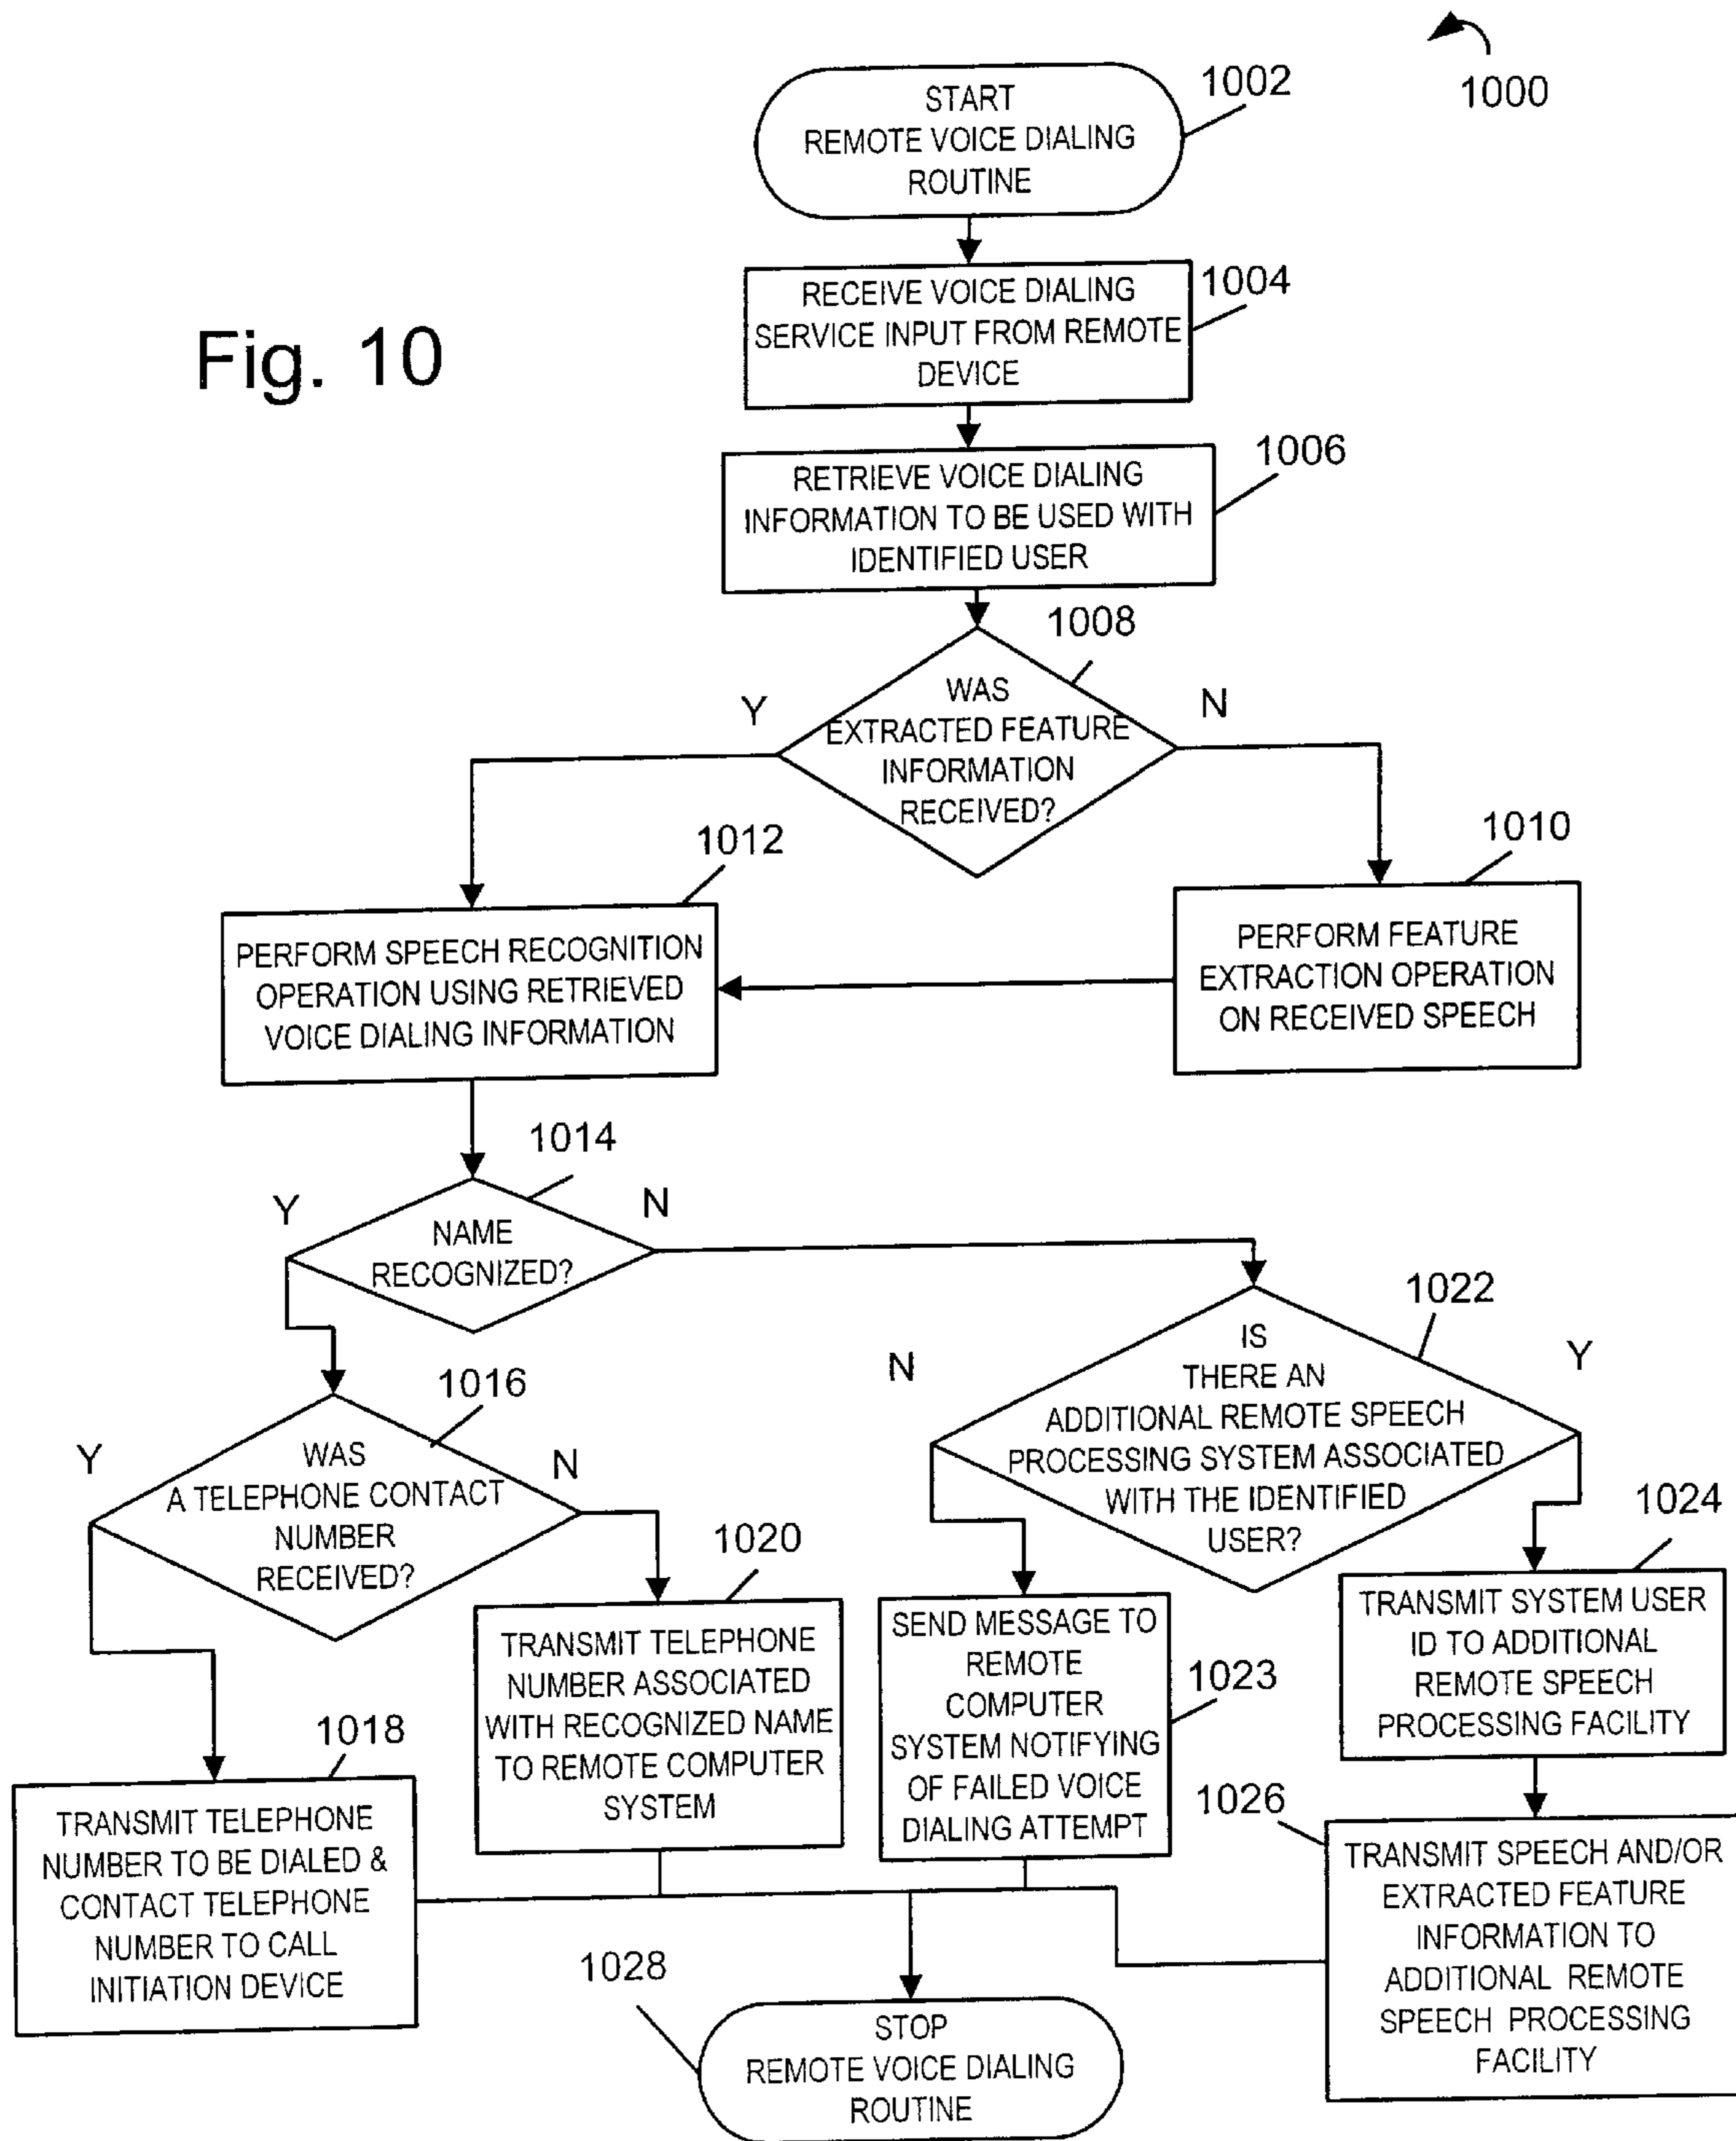 1000
1002
START
REMOTE VOICE DIALING
ROUTINE
Fig. 10
1004
RECEIVE VOICE DIALING
SERVICE INPUT FROM REMOTE
DEVICE
1006
RETRIEVE VOICE DIALING
INFORMATION TO BE USED WITH
IDENTIFIED USER
1008
Y
N
WAS
EXTRACTED FEATURE
INFORMATION
RECEIVED?
1012
1010
PERFORM SPEECH RECOGNITION
OPERATION USING RETRIEVED
VOICE DIALING INFORMATION
PERFORM FEATURE
EXTRACTION OPERATION
ON RECEIVED SPEECH
1014
Y
N
NAME
RECOGNIZED?
1022
N
Y
IS
THERE AN
ADDITIONAL REMOTE SPEECH
PROCESSING SYSTEM ASSOCIATED
WITH THE IDENTIFIED
USER?
1016
Y
N
WAS
A TELEPHONE CONTACT
NUMBER
RECEIVED?
1020
TRANSMIT TELEPHONE
NUMBER ASSOCIATED
WITH RECOGNIZED NAME
TO REMOTE COMPUTER
SYSTEM
1023
SEND MESSAGE TO
REMOTE
COMPUTER
SYSTEM NOTIFYING
OF FAILED VOICE
DIALING ATTEMPT
1024
TRANSMIT SYSTEM USER
ID TO ADDITIONAL
REMOTE SPEECH
PROCESSING FACILITY
1018
TRANSMIT TELEPHONE
NUMBER TO BE DIALED &
CONTACT TELEPHONE
NUMBER TO CALL
INITIATION DEVICE
1026
TRANSMIT SPEECH AND/OR
EXTRACTED FEATURE
INFORMATION TO
ADDITIONAL REMOTE
SPEECH PROCESSING
FACILITY
1028
STOP
REMOTE VOICE DIALING
ROUTINE